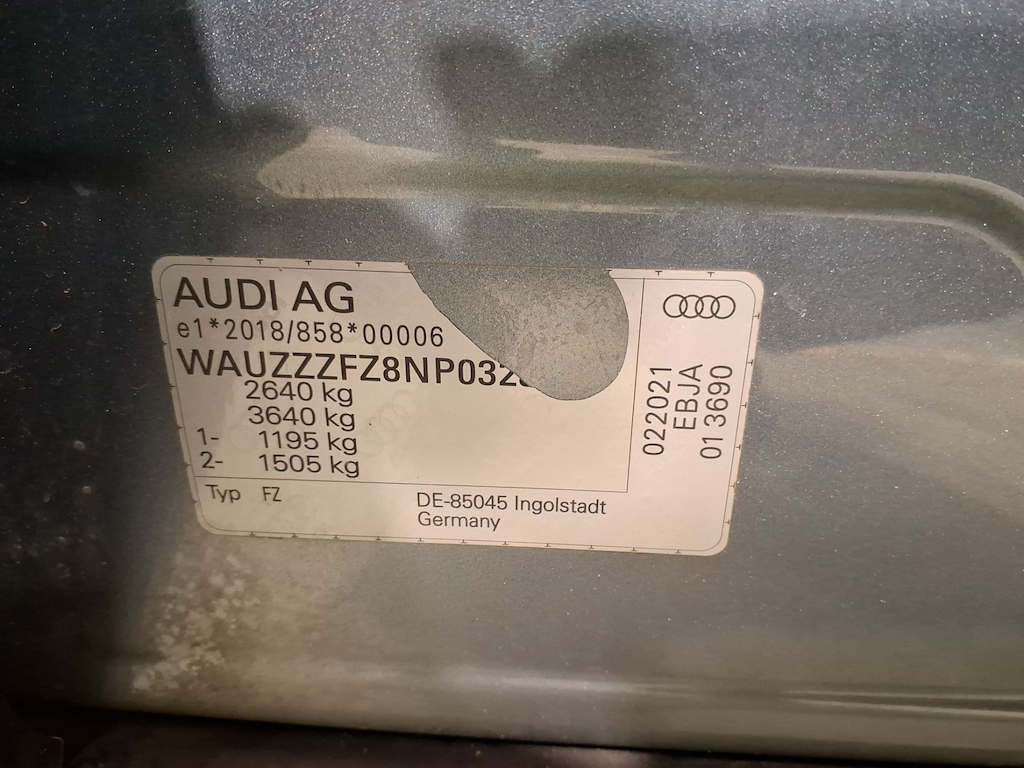 AUDI AG
e1*2018/858*00006
WAUZZZFZ8NP032
2640 kg
3640 kg
1- 1195 kg
2- 1505 kg
Typ FZ
DE-85045 Ingolstadt
Germany
022021
EBJA
01 3690